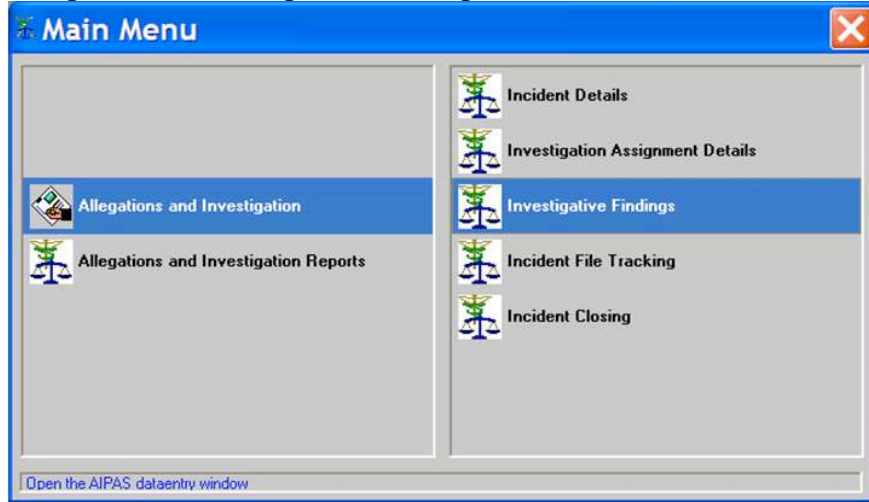 Main Menu
Allegations and Investigation
Allegations and Investigation Reports
Incident Details
Investigation Assignment Details
Investigative Findings
Incident File Tracking
Incident Closing
Open the AIPAS dataentry window